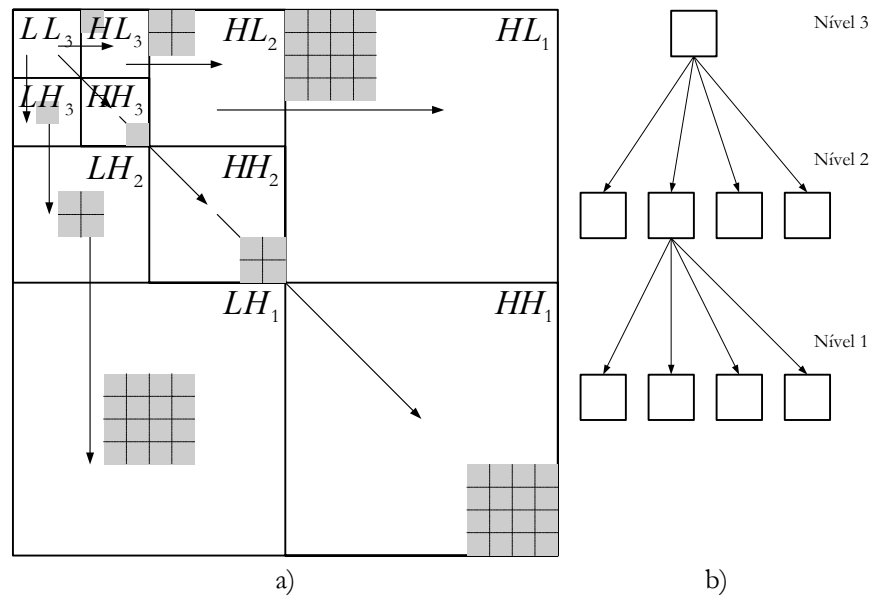 LL₃ HL₃ HL₂ HL₁
LH₃ HH₃
LH₂ HH₂
LH₁ HH₁
a)
Nível 3
Nível 2
Nível 1
b)